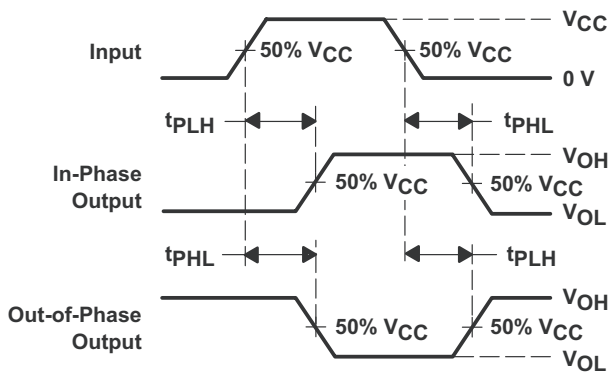 VCC
Input
50% VCC
50% VCC
0 V
tPLH
tPHL
In-Phase
Output
VOH
50% VCC
50% VCC
VOL
tPHL
tPLH
Out-of-Phase
Output
VOH
50% VCC
50% VCC
VOL